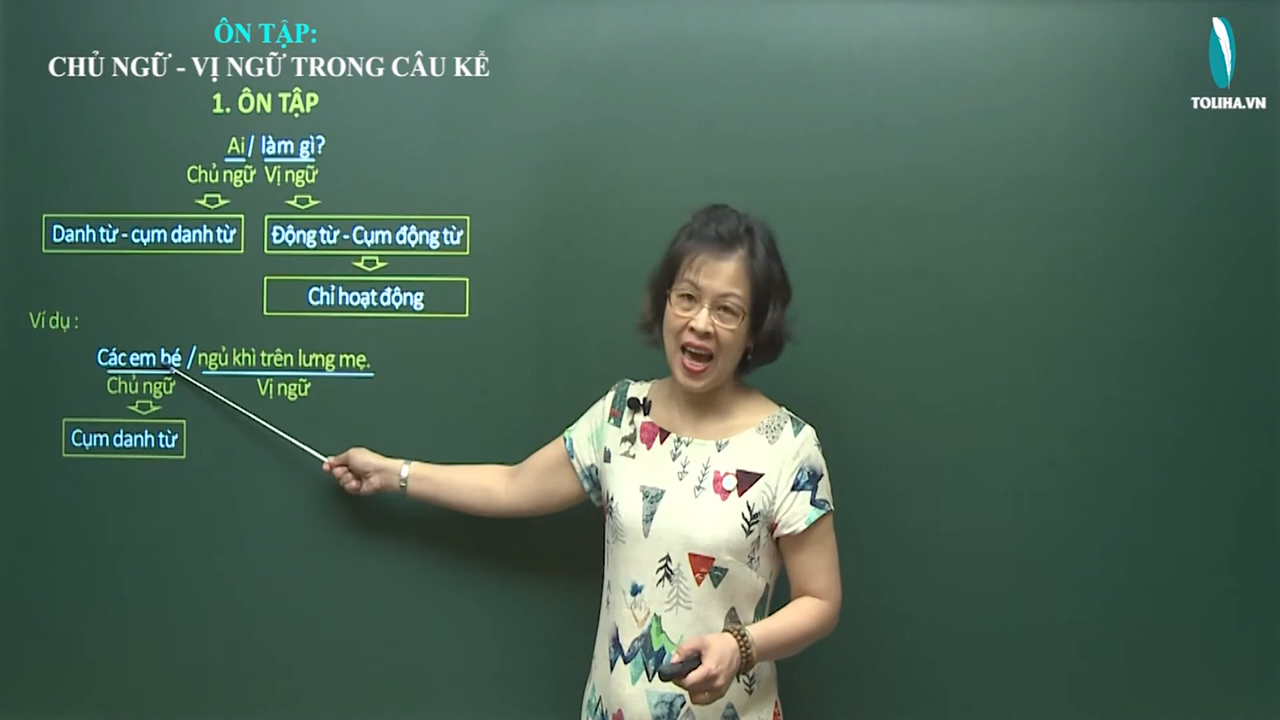 ÔN TẬP:
CHỦ NGỮ - VỊ NGỮ TRONG CÂU KỂ
1. ÔN TẬP
Ai / làm gì?
Chủ ngữ Vị ngữ
Danh từ - cụm danh từ
Động từ - Cụm động từ
Chỉ hoạt động
Ví dụ :
Các em bé / ngủ khì trên lưng mẹ.
Chủ ngữ Vị ngữ
Cụm danh từ
TOLIHA.VN